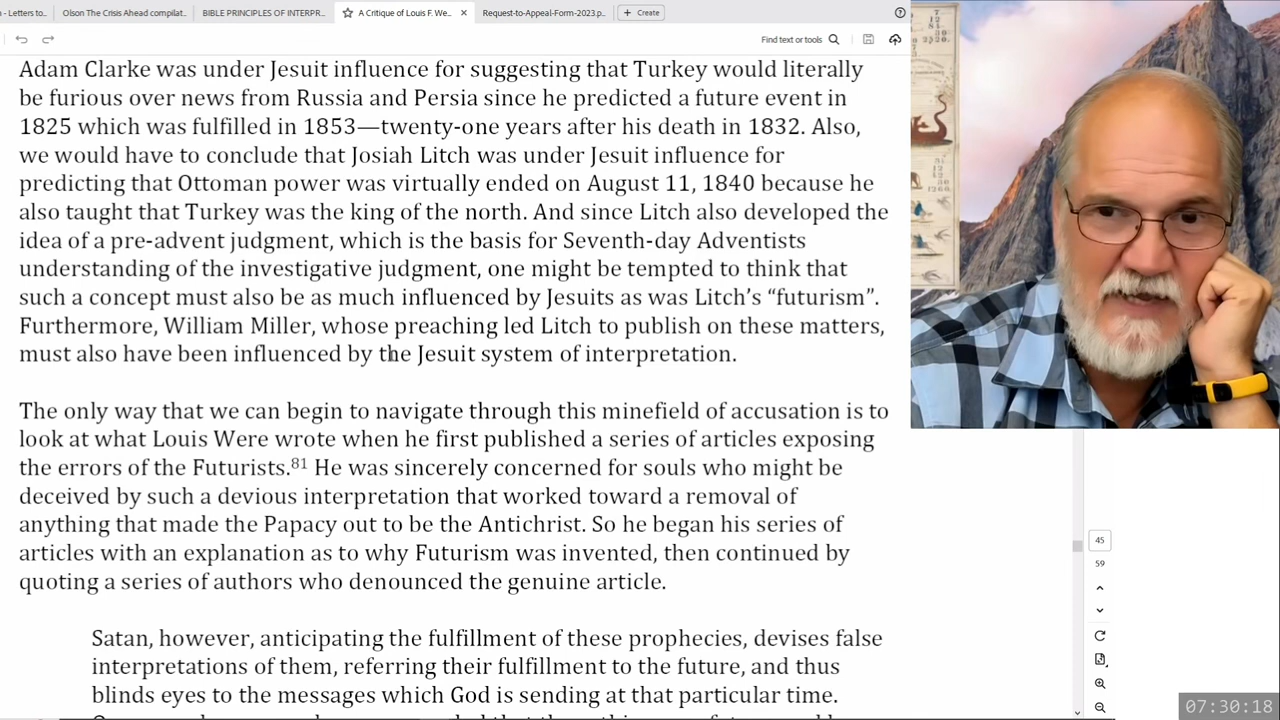 - Letters to...
Olson The Crisis Ahead compilat...
BIBLE PRINCIPLES OF INTERPR...
A Critique of Louis F. We...
Request-to-Appeal-Form-2023.p...
+ Create
Find text or tools
Adam Clarke was under Jesuit influence for suggesting that Turkey would literally
be furious over news from Russia and Persia since he predicted a future event in
1825 which was fulfilled in 1853—twenty-one years after his death in 1832. Also,
we would have to conclude that Josiah Litch was under Jesuit influence for
predicting that Ottoman power was virtually ended on August 11, 1840 because he
also taught that Turkey was the king of the north. And since Litch also developed the
idea of a pre-advent judgment, which is the basis for Seventh-day Adventists
understanding of the investigative judgment, one might be tempted to think that
such a concept must also be as much influenced by Jesuits as was Litch’s “futurism”.
Furthermore, William Miller, whose preaching led Litch to publish on these matters,
must also have been influenced by the Jesuit system of interpretation.
The only way that we can begin to navigate through this minefield of accusation is to
look at what Louis Were wrote when he first published a series of articles exposing
the errors of the Futurists.81 He was sincerely concerned for souls who might be
deceived by such a devious interpretation that worked toward a removal of
anything that made the Papacy out to be the Antichrist. So he began his series of
articles with an explanation as to why Futurism was invented, then continued by
quoting a series of authors who denounced the genuine article.
Satan, however, anticipating the fulfillment of these prophecies, devises false
interpretations of them, referring their fulfillment to the future, and thus
blinds eyes to the messages which God is sending at that particular time.
45
59
07:30:18